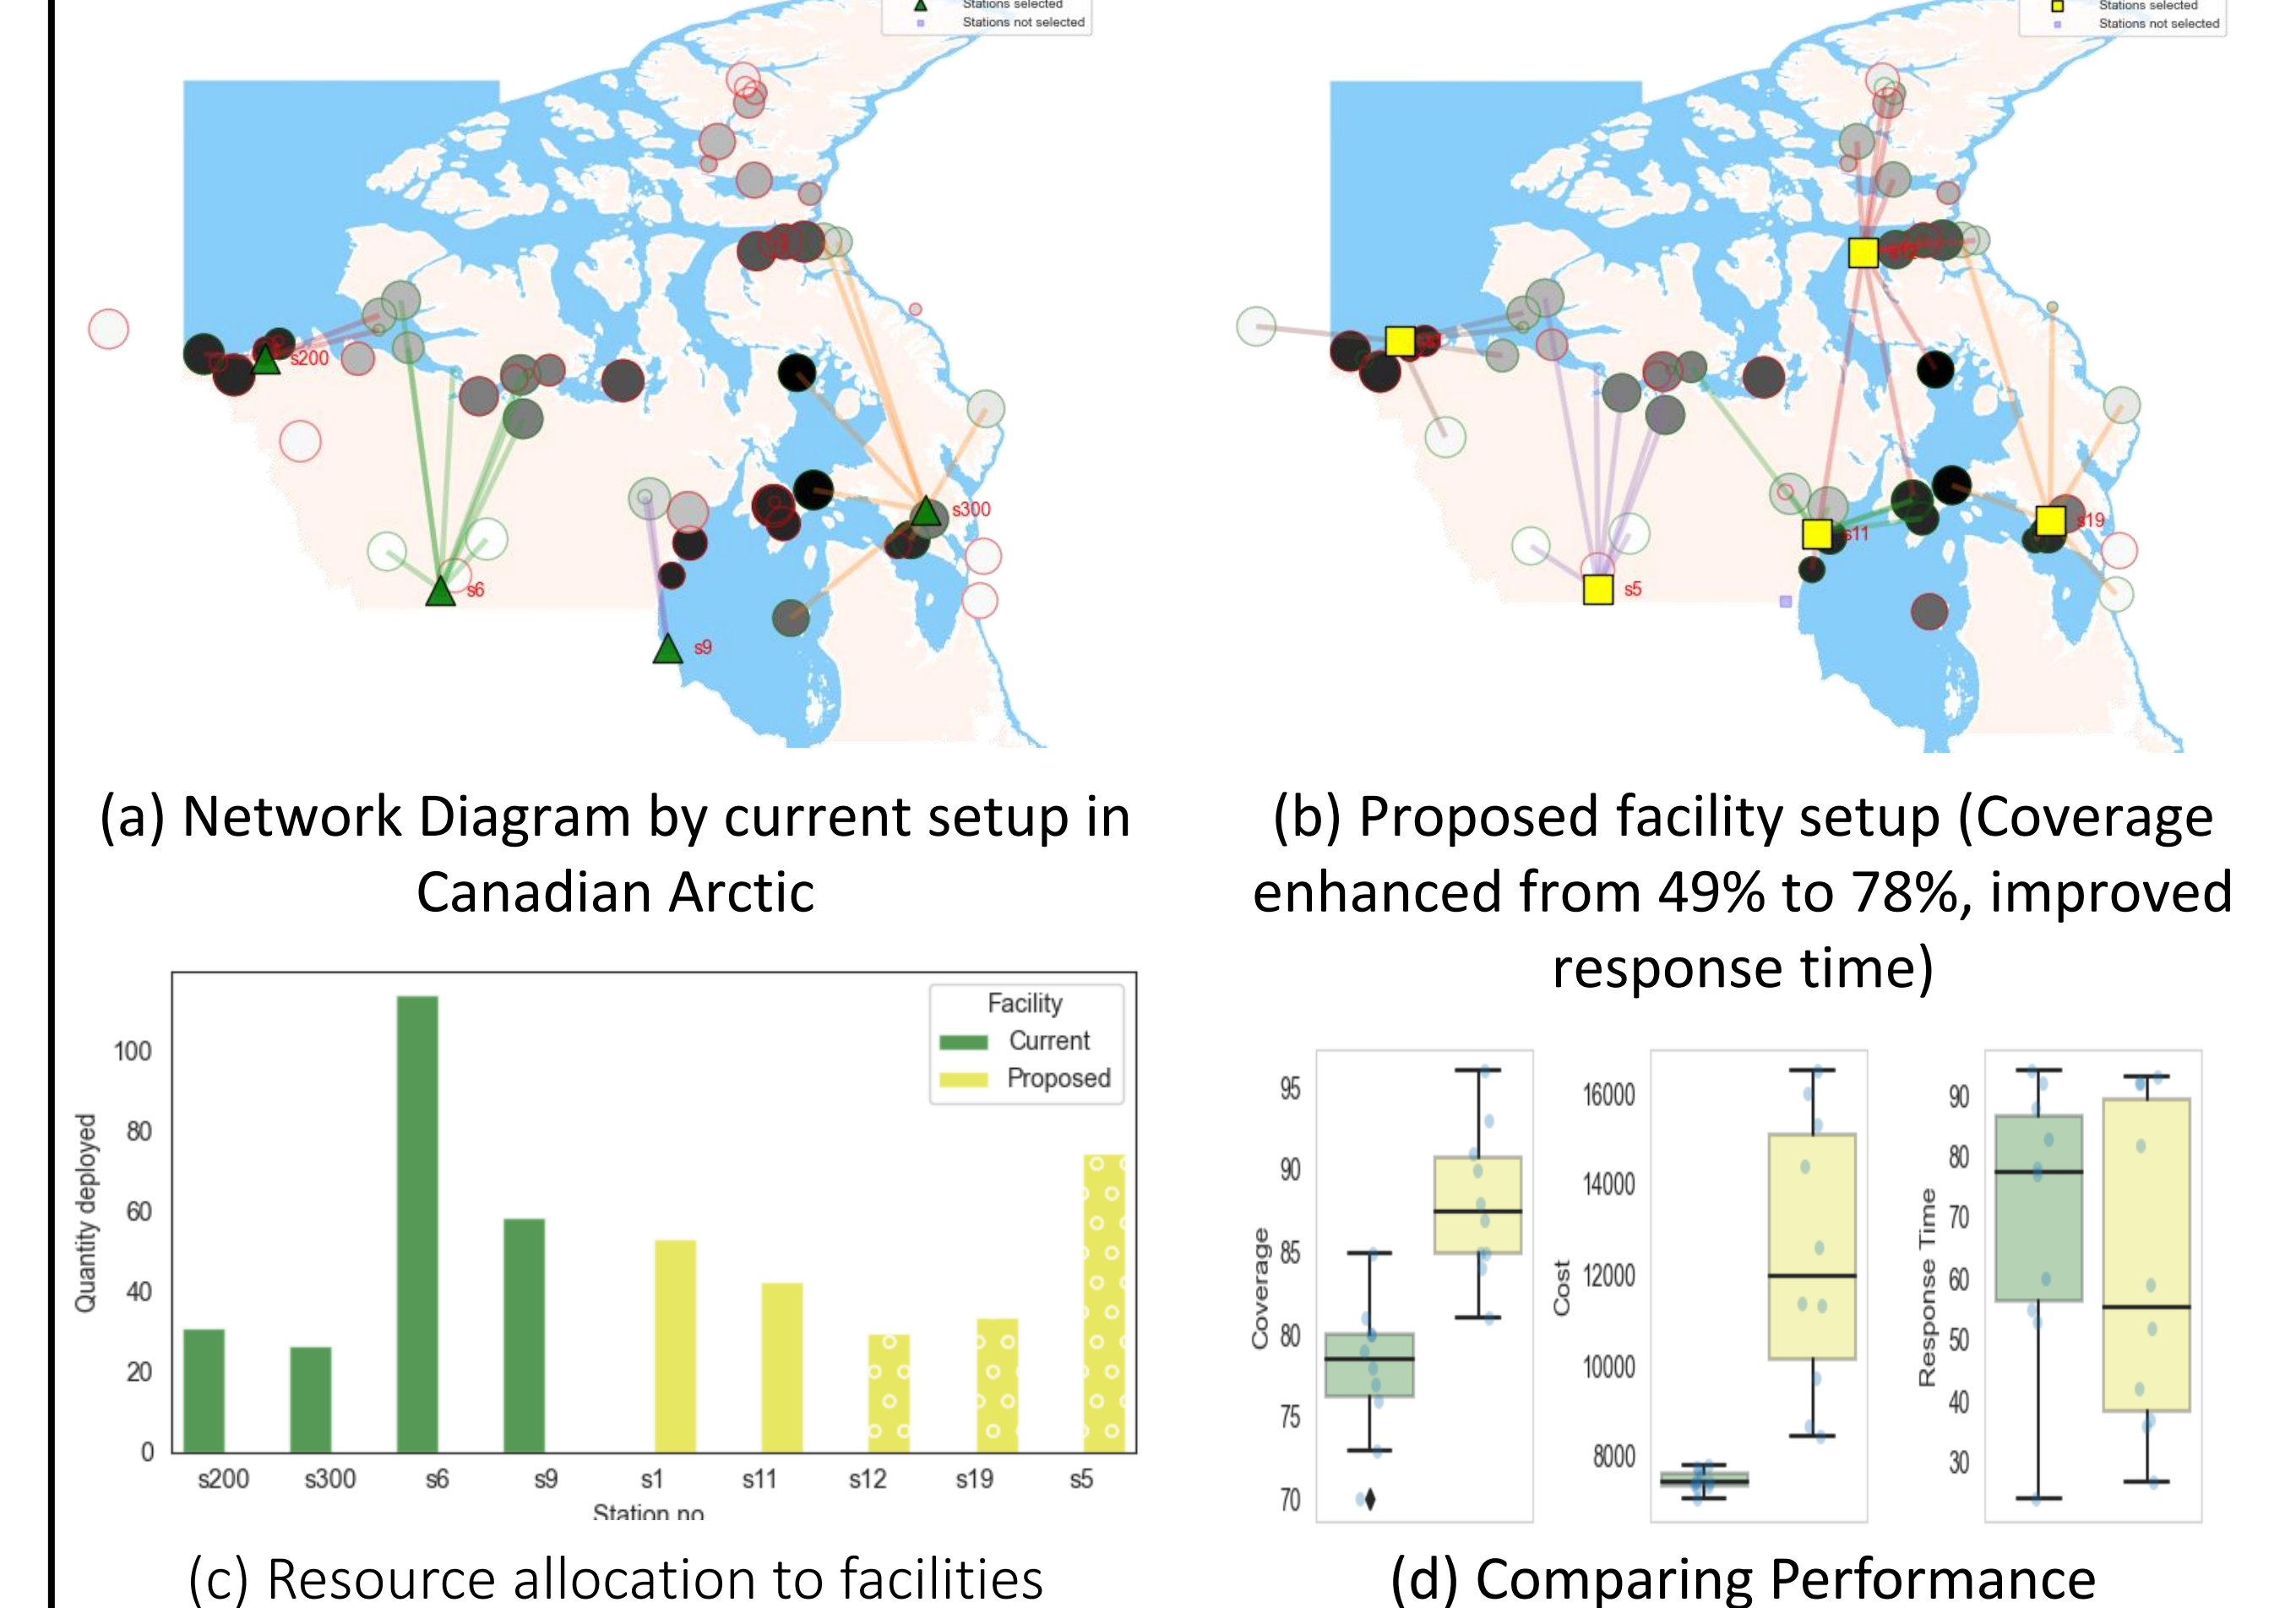 Stations selected
Stations not selected
s200
s6
s9
s300
(a) Network Diagram by current setup in
Canadian Arctic
Stations selected
Stations not selected
s11
s19
s5
(b) Proposed facility setup (Coverage
enhanced from 49% to 78%, improved
response time)
Quantity deployed
100
80
60
40
20
0
Facility
Current
Proposed
s200 s300 s6 s9 s1 s11 s12 s19 s5
Station no
(c) Resource allocation to facilities
Coverage
95
90
85
80
75
70
Cost
16000
14000
12000
10000
8000
Response Time
90
80
70
60
50
40
30
(d) Comparing Performance